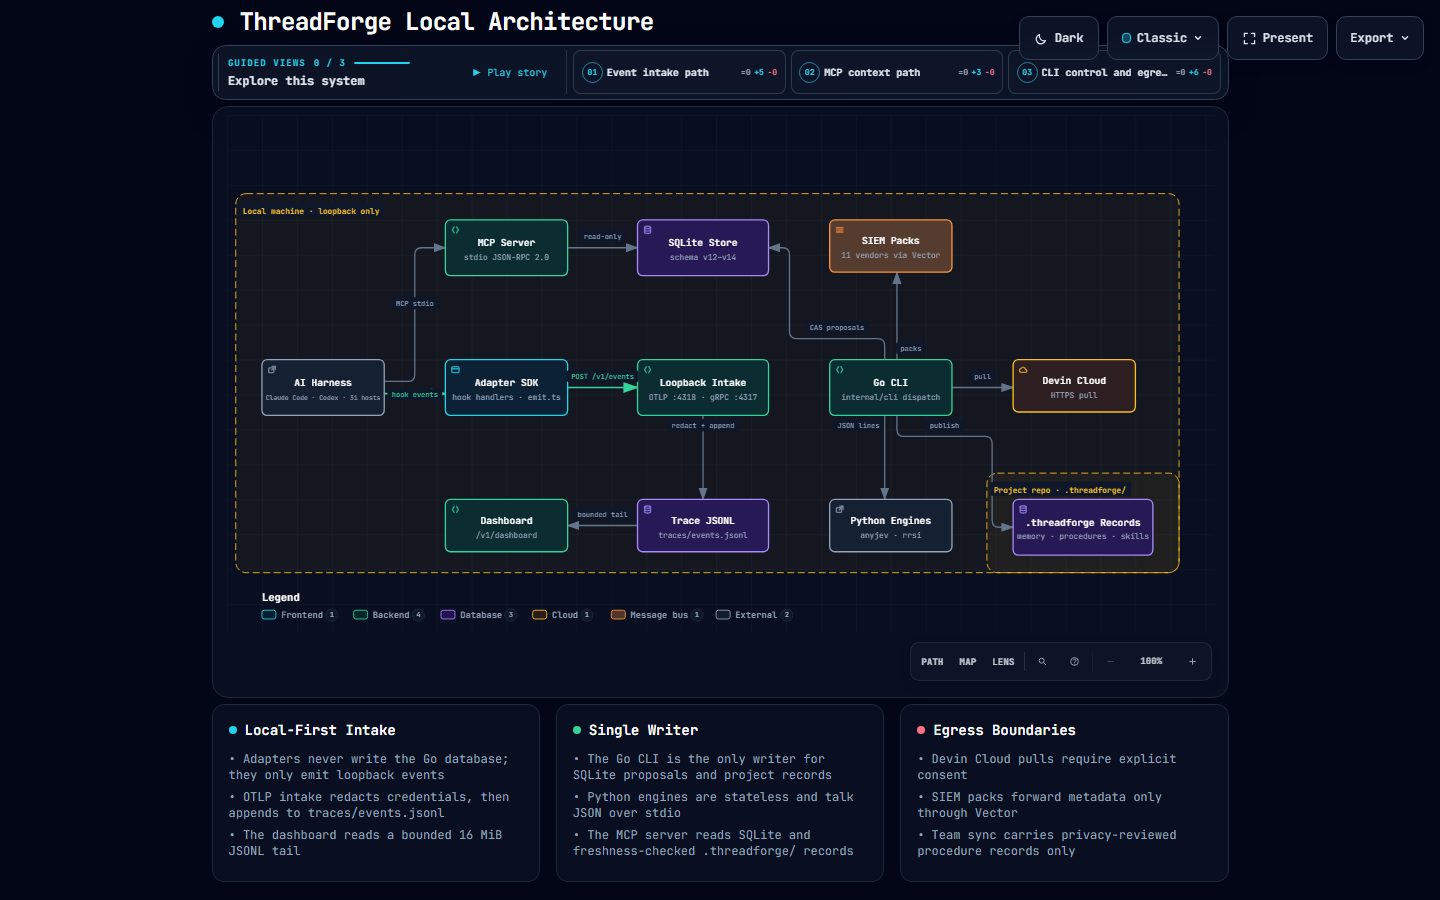 ThreadForge Local Architecture
Dark
Classic
Present
Export
GUIDED VIEWS 0 / 3
Explore this system
Play story
01 Event intake path =0 +5 -0
02 MCP context path =0 +3 -0
03 CLI control and egre… =0 +6 -0
Local machine · loopback only
MCP Server
stdio JSON-RPC 2.0
read-only
SQLite Store
schema v12-v14
SIEM Packs
11 vendors via Vector
MCP stdio
CAS proposals
packs
AI Harness
Claude Code · Codex · 31 hosts
hook events
Adapter SDK
hook handlers · emit.ts
POST /v1/events
Loopback Intake
OTLP :4318 · gRPC :4317
Go CLI
internal/cli dispatch
pull
Devin Cloud
HTTPS pull
redact + append
JSON lines
publish
Project repo · .threadforge/
Dashboard
/v1/dashboard
bounded tail
Trace JSONL
traces/events.jsonl
Python Engines
anyjev · rrsi
.threadforge Records
memory · procedures · skills
Legend
Frontend 1
Backend 4
Database 3
Cloud 1
Message bus 1
External 2
PATH
MAP
LENS
100%
Local-First Intake
• Adapters never write the Go database;
they only emit loopback events
• OTLP intake redacts credentials, then
appends to traces/events.jsonl
• The dashboard reads a bounded 16 MiB
JSONL tail
Single Writer
• The Go CLI is the only writer for
SQLite proposals and project records
• Python engines are stateless and talk
JSON over stdio
• The MCP server reads SQLite and
freshness-checked .threadforge/ records
Egress Boundaries
• Devin Cloud pulls require explicit
consent
• SIEM packs forward metadata only
through Vector
• Team sync carries privacy-reviewed
procedure records only